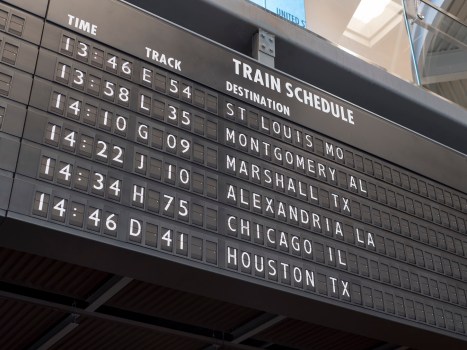 UNITED
TRAIN SCHEDULE
TIME TRACK DESTINATION
13:46 E 54 ST LOUIS MO
13:58 L 35 MONTGOMERY AL
14:10 G 09 MARSHALL TX
14:22 J 10 ALEXANDRIA LA
14:34 H 75 CHICAGO IL
14:46 D 41 HOUSTON TX